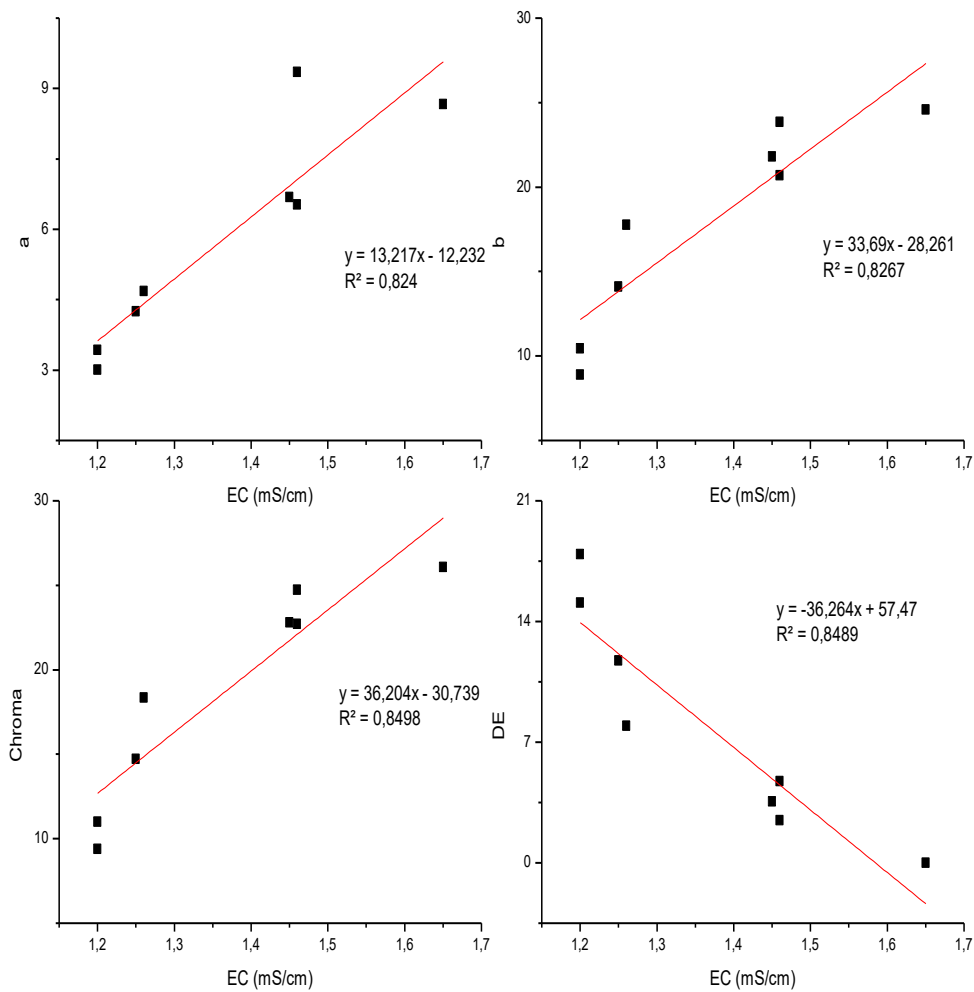 9
6
3
a
y = 13,217x - 12,232
R² = 0,824
1,2 1,3 1,4 1,5 1,6 1,7
EC (mS/cm)
30
20
10
b
y = 33,69x - 28,261
R² = 0,8267
1,2 1,3 1,4 1,5 1,6 1,7
EC (mS/cm)
30
20
10
Chroma
y = 36,204x - 30,739
R² = 0,8498
1,2 1,3 1,4 1,5 1,6 1,7
EC (mS/cm)
21
14
7
0
DE
y = -36,264x + 57,47
R² = 0,8489
1,2 1,3 1,4 1,5 1,6 1,7
EC (mS/cm)